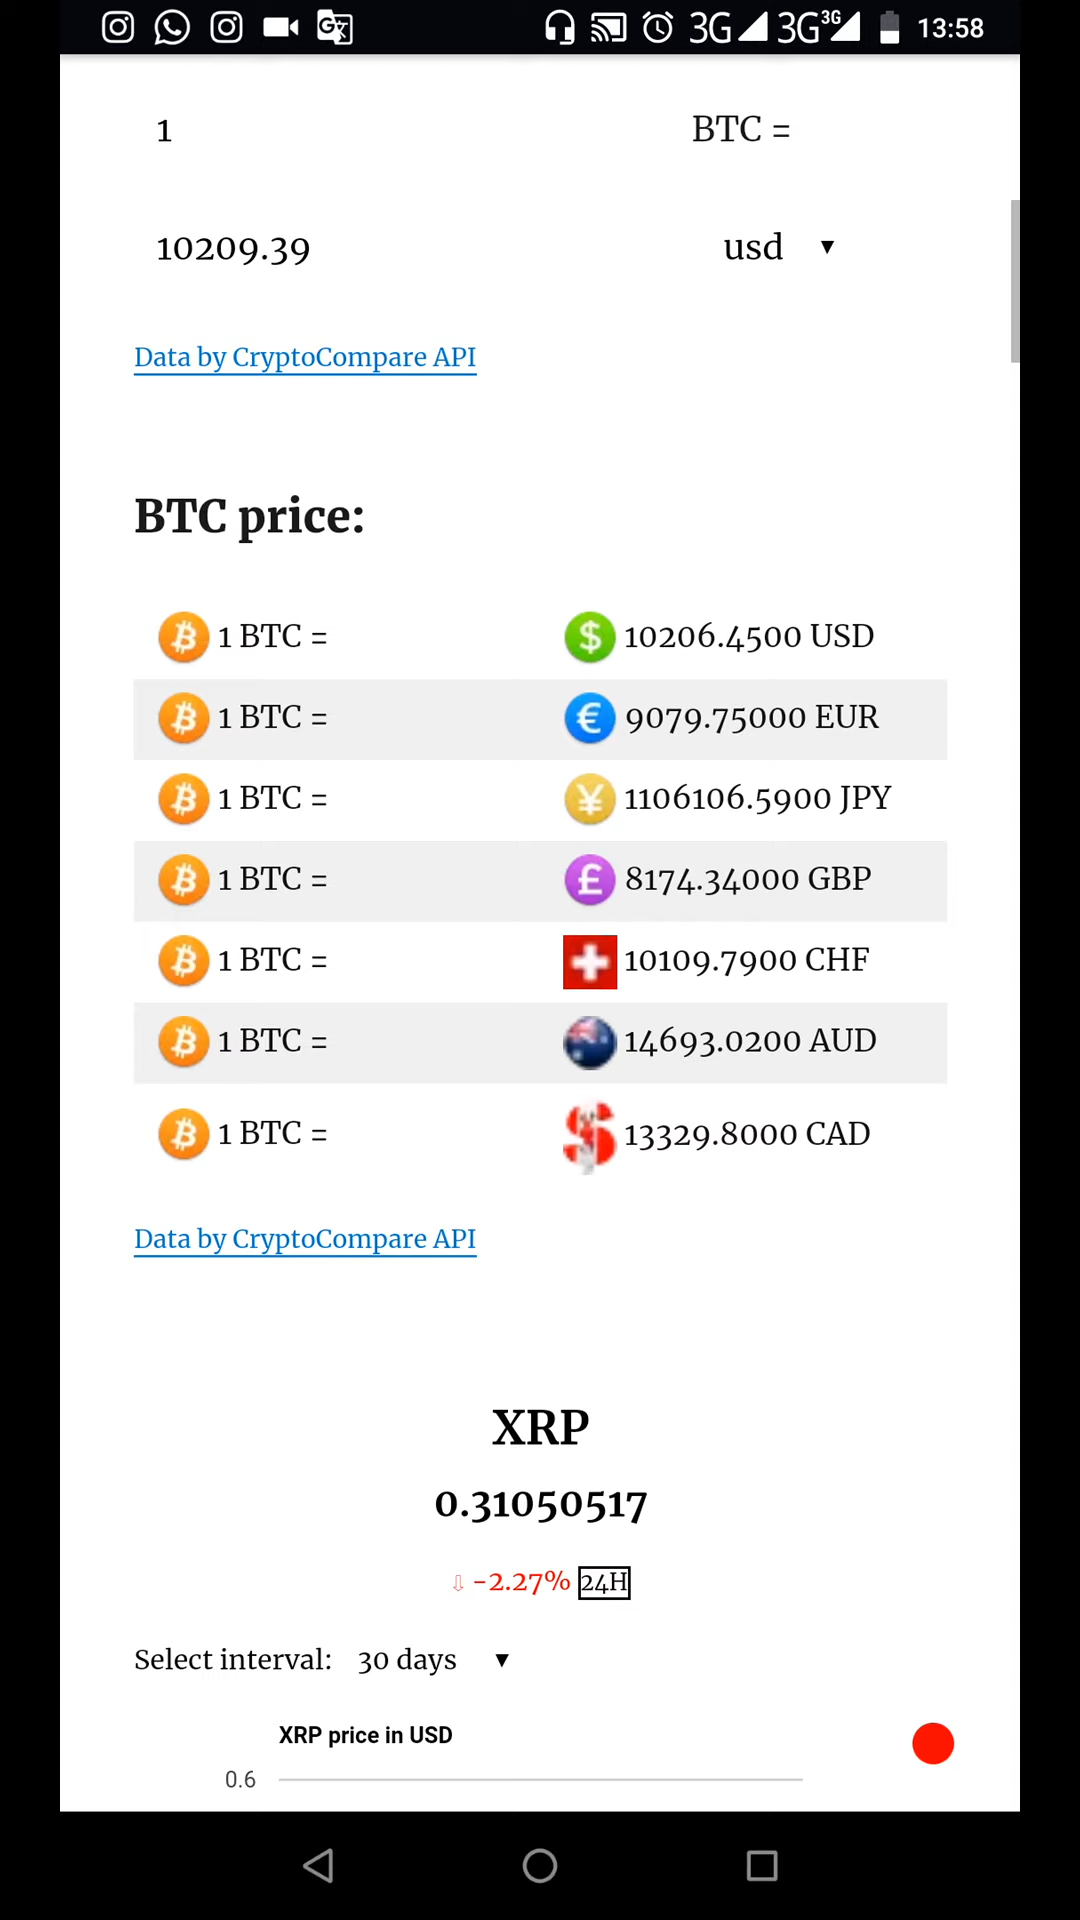 3G 3G 3G 13:58
1 BTC =
10209.39 usd ▼
Data by CryptoCompare API
BTC price:
1 BTC = 10206.4500 USD
1 BTC = 9079.75000 EUR
1 BTC = 1106106.5900 JPY
1 BTC = 8174.34000 GBP
1 BTC = 10109.7900 CHF
1 BTC = 14693.0200 AUD
1 BTC = 13329.8000 CAD
Data by CryptoCompare API
XRP
0.31050517
⇩ -2.27% 24H
Select interval: 30 days ▼
XRP price in USD
0.6